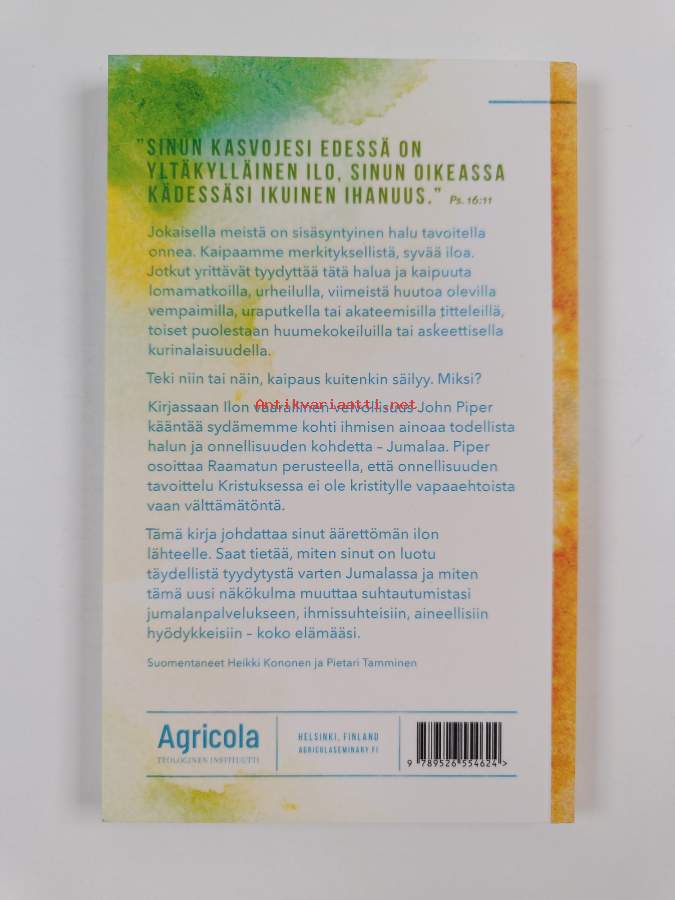 "SINUN KASVOJESI EDESSÄ ON
YLTÄKYLLÄINEN ILO, SINUN OIKEASSA
KÄDESSÄSI IKUINEN IHANUUS." Ps. 16:11
Jokaisella meistä on sisäsyntyinen halu tavoitella
onnea. Kaipaamme merkityksellistä, syvää iloa.
Jotkut yrittävät tyydyttää tätä halua ja kaipuuta
lomamatkoilla, urheilulla, viimeistä huutoa olevilla
vempaimilla, uraputkella tai akateemisilla titteleillä,
toiset puolestaan huumekokeiluilla tai askeettisella
kurinalaisuudella.
Teki niin tai näin, kaipaus kuitenkin säilyy. Miksi?
Antikvariaatti.net
Kirjassaan Ilon vaarallinen velvollisuus John Piper
kääntää sydämemme kohti ihmisen ainoaa todellista
halun ja onnellisuuden kohdetta – Jumalaa. Piper
osoittaa Raamatun perusteella, että onnellisuuden
tavoittelu Kristuksessa ei ole kristitylle vapaaehtoista
vaan välttämätöntä.
Tämä kirja johdattaa sinut äärettömän ilon
lähteelle. Saat tietää, miten sinut on luotu
täydellistä tyydytystä varten Jumalassa ja miten
tämä uusi näkökulma muuttaa suhtautumistasi
jumalanpalvelukseen, ihmissuhteisiin, aineellisiin
hyödykkeisiin – koko elämääsi.
Suomentaneet Heikki Kononen ja Pietari Tamminen
Agricola
TEOLOGINEN INSTITUUTTI
HELSINKI, FINLAND
AGRICOLASEMINARY.FI
9 789526 554624 >